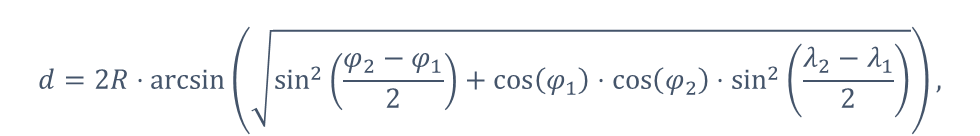 d = 2R · arcsin(√(sin²((φ₂ − φ₁)/2) + cos(φ₁) · cos(φ₂) · sin²((λ₂ − λ₁)/2))),